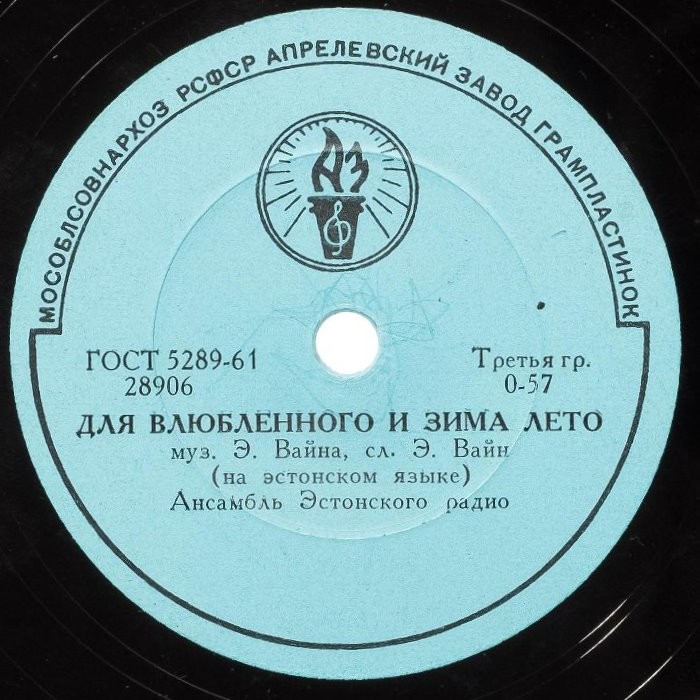 МОСОБЛСОВНАРХОЗ РСФСР АПРЕЛЕВСКИЙ ЗАВОД ГРАМПЛАСТИНОК
АЗ
ГОСТ 5289-61 Третья гр.
28906 0-57
ДЛЯ ВЛЮБЛЕННОГО И ЗИМА ЛЕТО
муз. Э. Вайна, сл. Э. Вайн
(на эстонском языке)
Ансамбль Эстонского радио